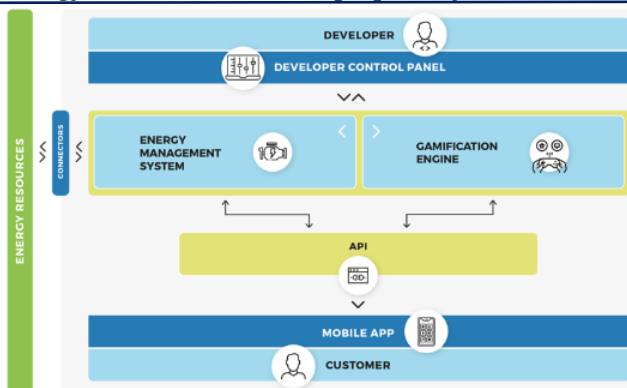 DEVELOPER
DEVELOPER CONTROL PANEL
ENERGY RESOURCES
CONNECTORS
ENERGY
MANAGEMENT
SYSTEM
GAMIFICATION
ENGINE
API
MOBILE APP
CUSTOMER